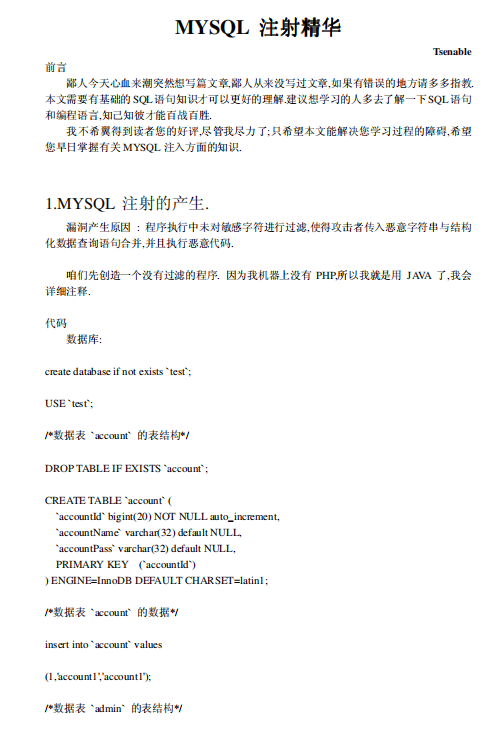 MYSQL 注射精华
Tsenable
前言
鄙人今天心血来潮突然想写篇文章,鄙人从来没写过文章,如果有错误的地方请多多指教.
本文需要有基础的 SQL 语句知识才可以更好的理解.建议想学习的人多去了解一下 SQL 语句
和编程语言,知己知彼才能百战百胜.
我不希翼得到读者您的好评,尽管我尽力了;只希望本文能解决您学习过程的障碍,希望
您早日掌握有关 MYSQL 注入方面的知识.
1.MYSQL 注射的产生.
漏洞产生原因 : 程序执行中未对敏感字符进行过滤,使得攻击者传入恶意字符串与结构
化数据查询语句合并,并且执行恶意代码.
咱们先创造一个没有过滤的程序. 因为我机器上没有 PHP,所以我就是用 JAVA 了,我会
详细注释.
代码
数据库:
create database if not exists `test`;
USE `test`;
/*数据表 `account` 的表结构*/
DROP TABLE IF EXISTS `account`;
CREATE TABLE `account` (
`accountId` bigint(20) NOT NULL auto_increment,
`accountName` varchar(32) default NULL,
`accountPass` varchar(32) default NULL,
PRIMARY KEY (`accountId`)
) ENGINE=InnoDB DEFAULT CHARSET=latin1;
/*数据表 `account` 的数据*/
insert into `account` values
(1,'account1','account1');
/*数据表 `admin` 的表结构*/